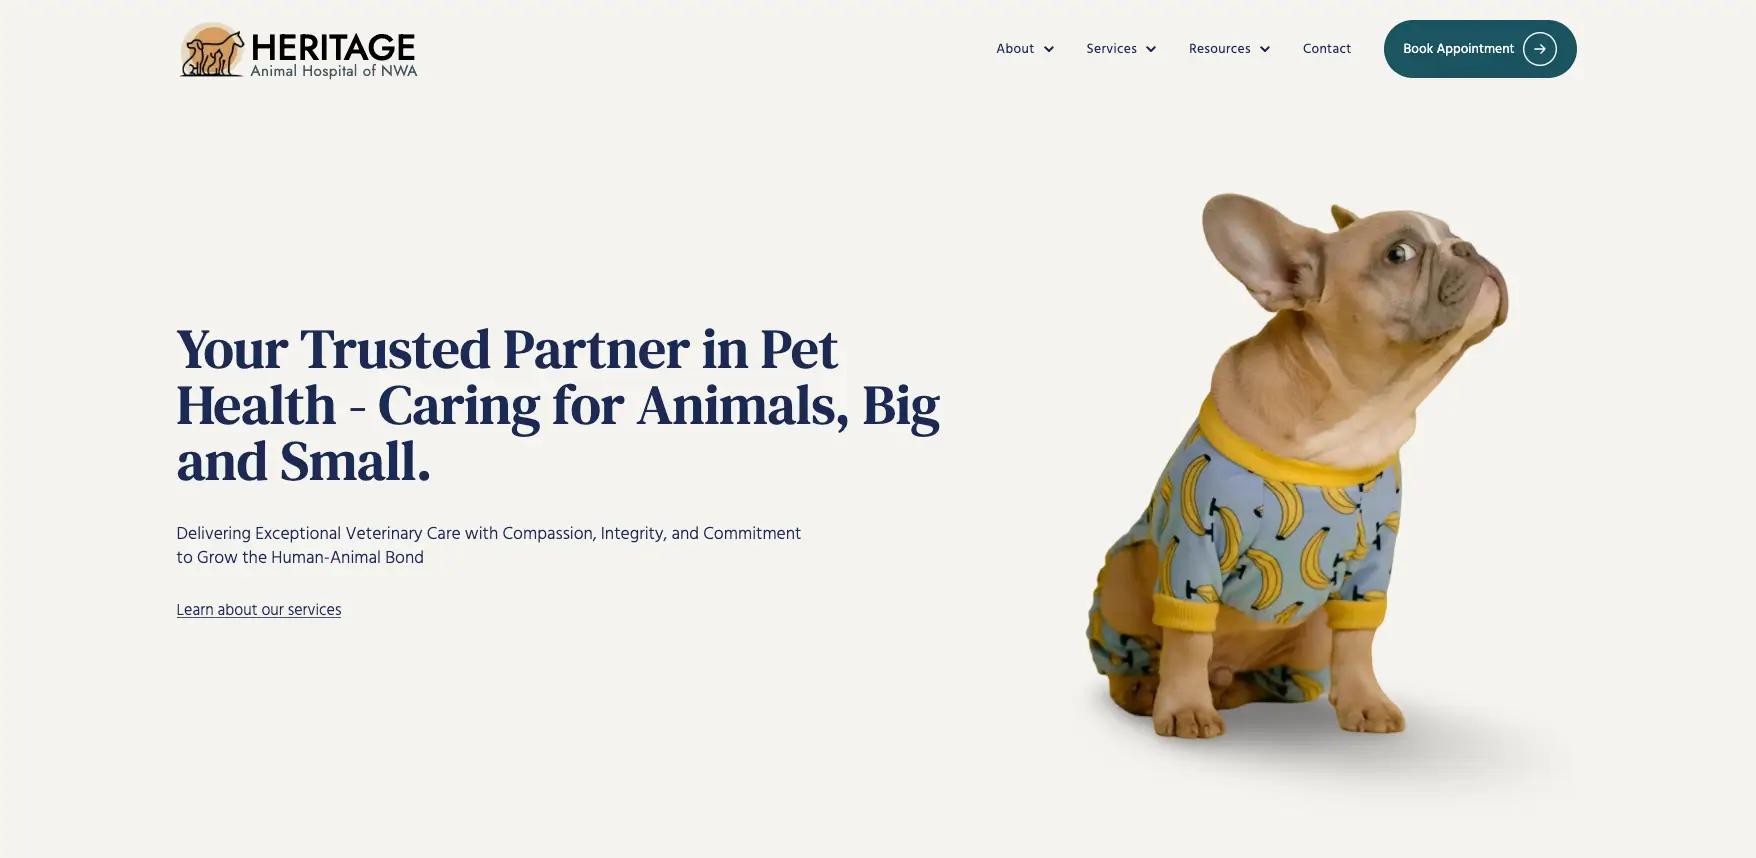 HERITAGE
Animal Hospital of NWA
About
Services
Resources
Contact
Book Appointment
Your Trusted Partner in Pet
Health - Caring for Animals, Big
and Small.
Delivering Exceptional Veterinary Care with Compassion, Integrity, and Commitment
to Grow the Human-Animal Bond
Learn about our services